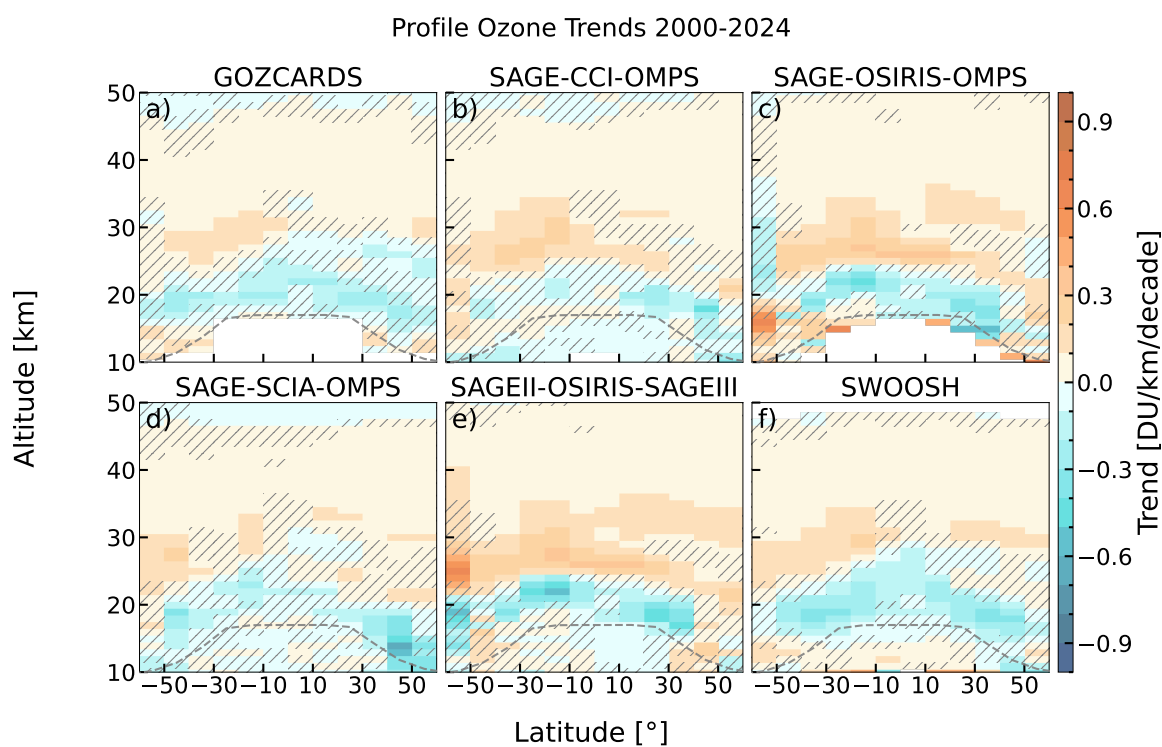 Profile Ozone Trends 2000-2024
GOZCARDS
SAGE-CCI-OMPS
SAGE-OSIRIS-OMPS
a)
b)
c)
50
40
30
20
10
SAGE-SCIA-OMPS
SAGEII-OSIRIS-SAGEIII
SWOOSH
d)
e)
f)
50
40
30
20
10
−50 −30 −10 10 30 50
−50 −30 −10 10 30 50
−50 −30 −10 10 30 50
Altitude [km]
Latitude [°]
0.9
0.6
0.3
0.0
−0.3
−0.6
−0.9
Trend [DU/km/decade]